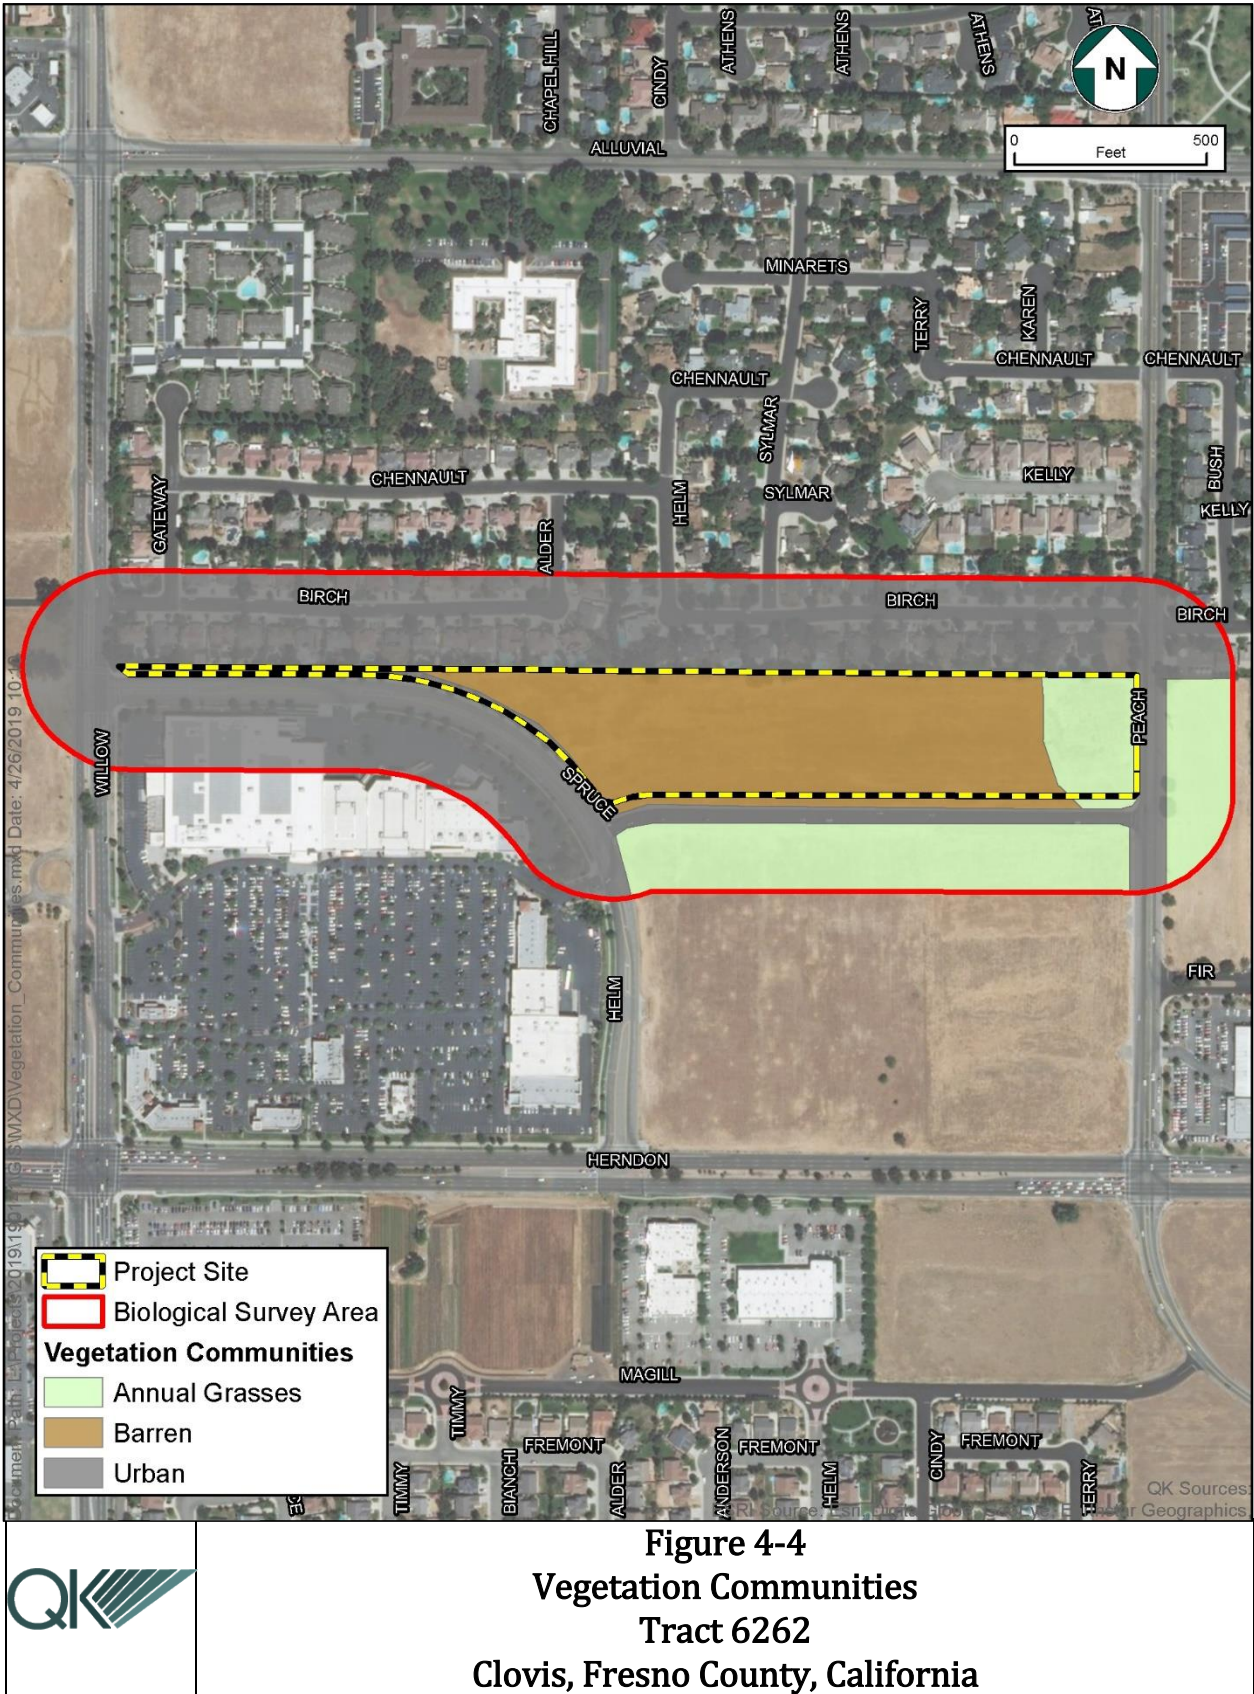 ATHENS
ATHENS
ATHENS
CHAPEL HILL
CINDY
N
0 500
Feet
ALLUVIAL
MINARETS
TERRY
KAREN
CHENNAULT
CHENNAULT
CHENNAULT
SYLMAR
CHENNAULT
KELLY
BUSH
GATEWAY
HELM
SYLMAR
KELLY
ALDER
BIRCH
BIRCH
BIRCH
PEACH
WILLOW
SPRUCE
HELM
FIR
HERNDON
MAGILL
TIMMY
FREMONT
FREMONT
FREMONT
TIMMY
BIANCHI
ALDER
ANDERSON
HELM
CINDY
TERRY
Project Site
Biological Survey Area
Vegetation Communities
Annual Grasses
Barren
Urban
QK Sources:
Geographics
QK
Figure 4-4
Vegetation Communities
Tract 6262
Clovis, Fresno County, California